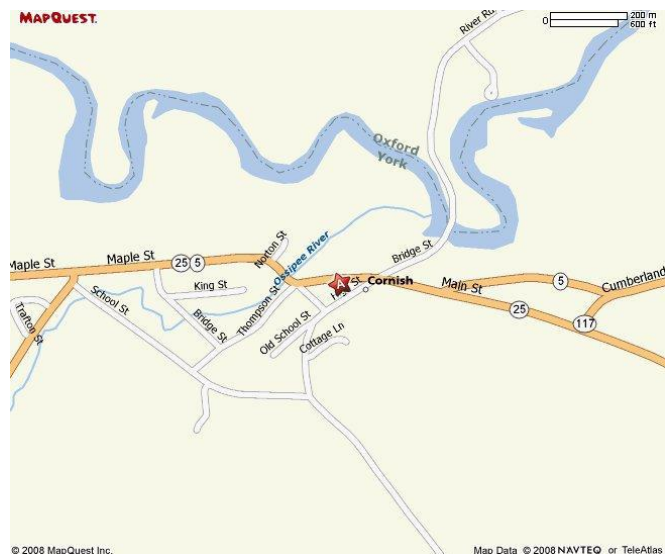 MAPQUEST.
200 m
0
600 ft
River
Oxford
York
Norton St
Ossipee River
Bridge St
Maple St
Maple St
25
5
A
Cornish
Main St
5
Cumberland
King St
School St
Thompson St
High St
25
117
Trafton St
Bridge St
Old School St
Cottage Ln
© 2008 MapQuest Inc.
Map Data © 2008 NAVTEQ or TeleAtlas